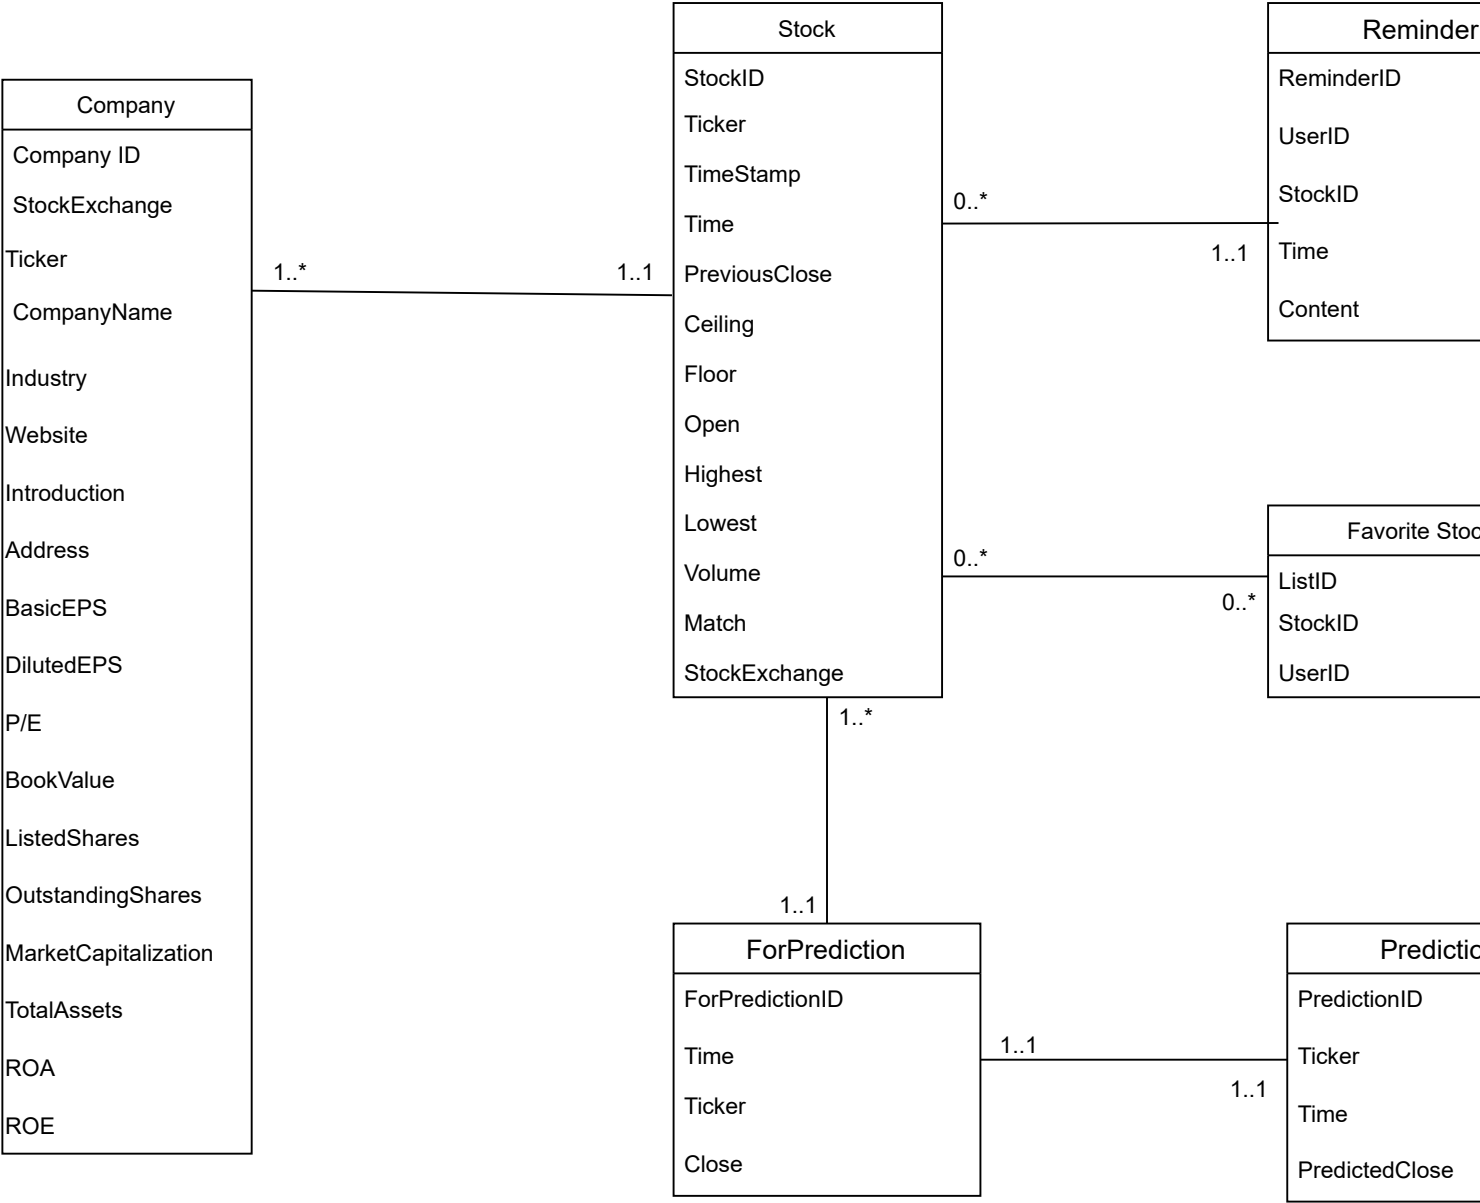 Company
Company ID
StockExchange
Ticker
CompanyName
Industry
Website
Introduction
Address
BasicEPS
DilutedEPS
P/E
BookValue
ListedShares
OutstandingShares
MarketCapitalization
TotalAssets
ROA
ROE
1..*
1..1
Stock
StockID
Ticker
TimeStamp
Time
PreviousClose
Ceiling
Floor
Open
Highest
Lowest
Volume
Match
StockExchange
0..*
1..1
Reminder
ReminderID
UserID
StockID
Time
Content
0..*
0..*
Favorite Stoc
ListID
StockID
UserID
1..*
1..1
ForPrediction
ForPredictionID
Time
Ticker
Close
1..1
1..1
Predictio
PredictionID
Ticker
Time
PredictedClose